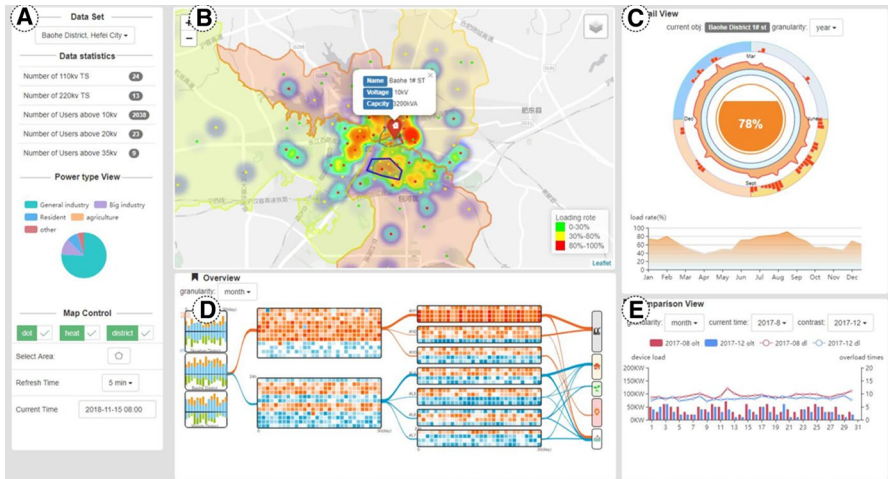 A
Data Set
Baohe District, Hefei City
Data statistics
Number of 110kv TS 24
Number of 220kv TS 13
Number of Users above 10kv 2038
Number of Users above 20kv 23
Number of Users above 35kv 9
Power type View
General industry Big industry
Resident agriculture
other
Map Control
dot heat district
Select Area
Refresh Time 5 min
Current Time 2018-11-15 08:00
B
+
−
Name Baohe 1# ST
Voltage 10kV
Capcity 3200kVA
Loading rate
0-30%
30%-80%
80%-100%
Leaflet
C
ail View
current obj: Baohe District 1# st granularity: year
Mar
Dec
Sept
78%
load rate(%)
100
80
60
40
20
0
Jan Feb Mar Apr May Jun Jul Aug Sep Oct Nov Dec
Overview
granularity: month
D
E
mparison View
granularity: month current time: 2017-8 contrast: 2017-12
2017-08 olt 2017-12 olt 2017-08 dl 2017-12 dl
device load overload times
200KW 20
150KW 15
100KW 10
50KW 5
0KW 0
1 3 5 7 9 11 13 15 17 19 21 23 25 27 29 31